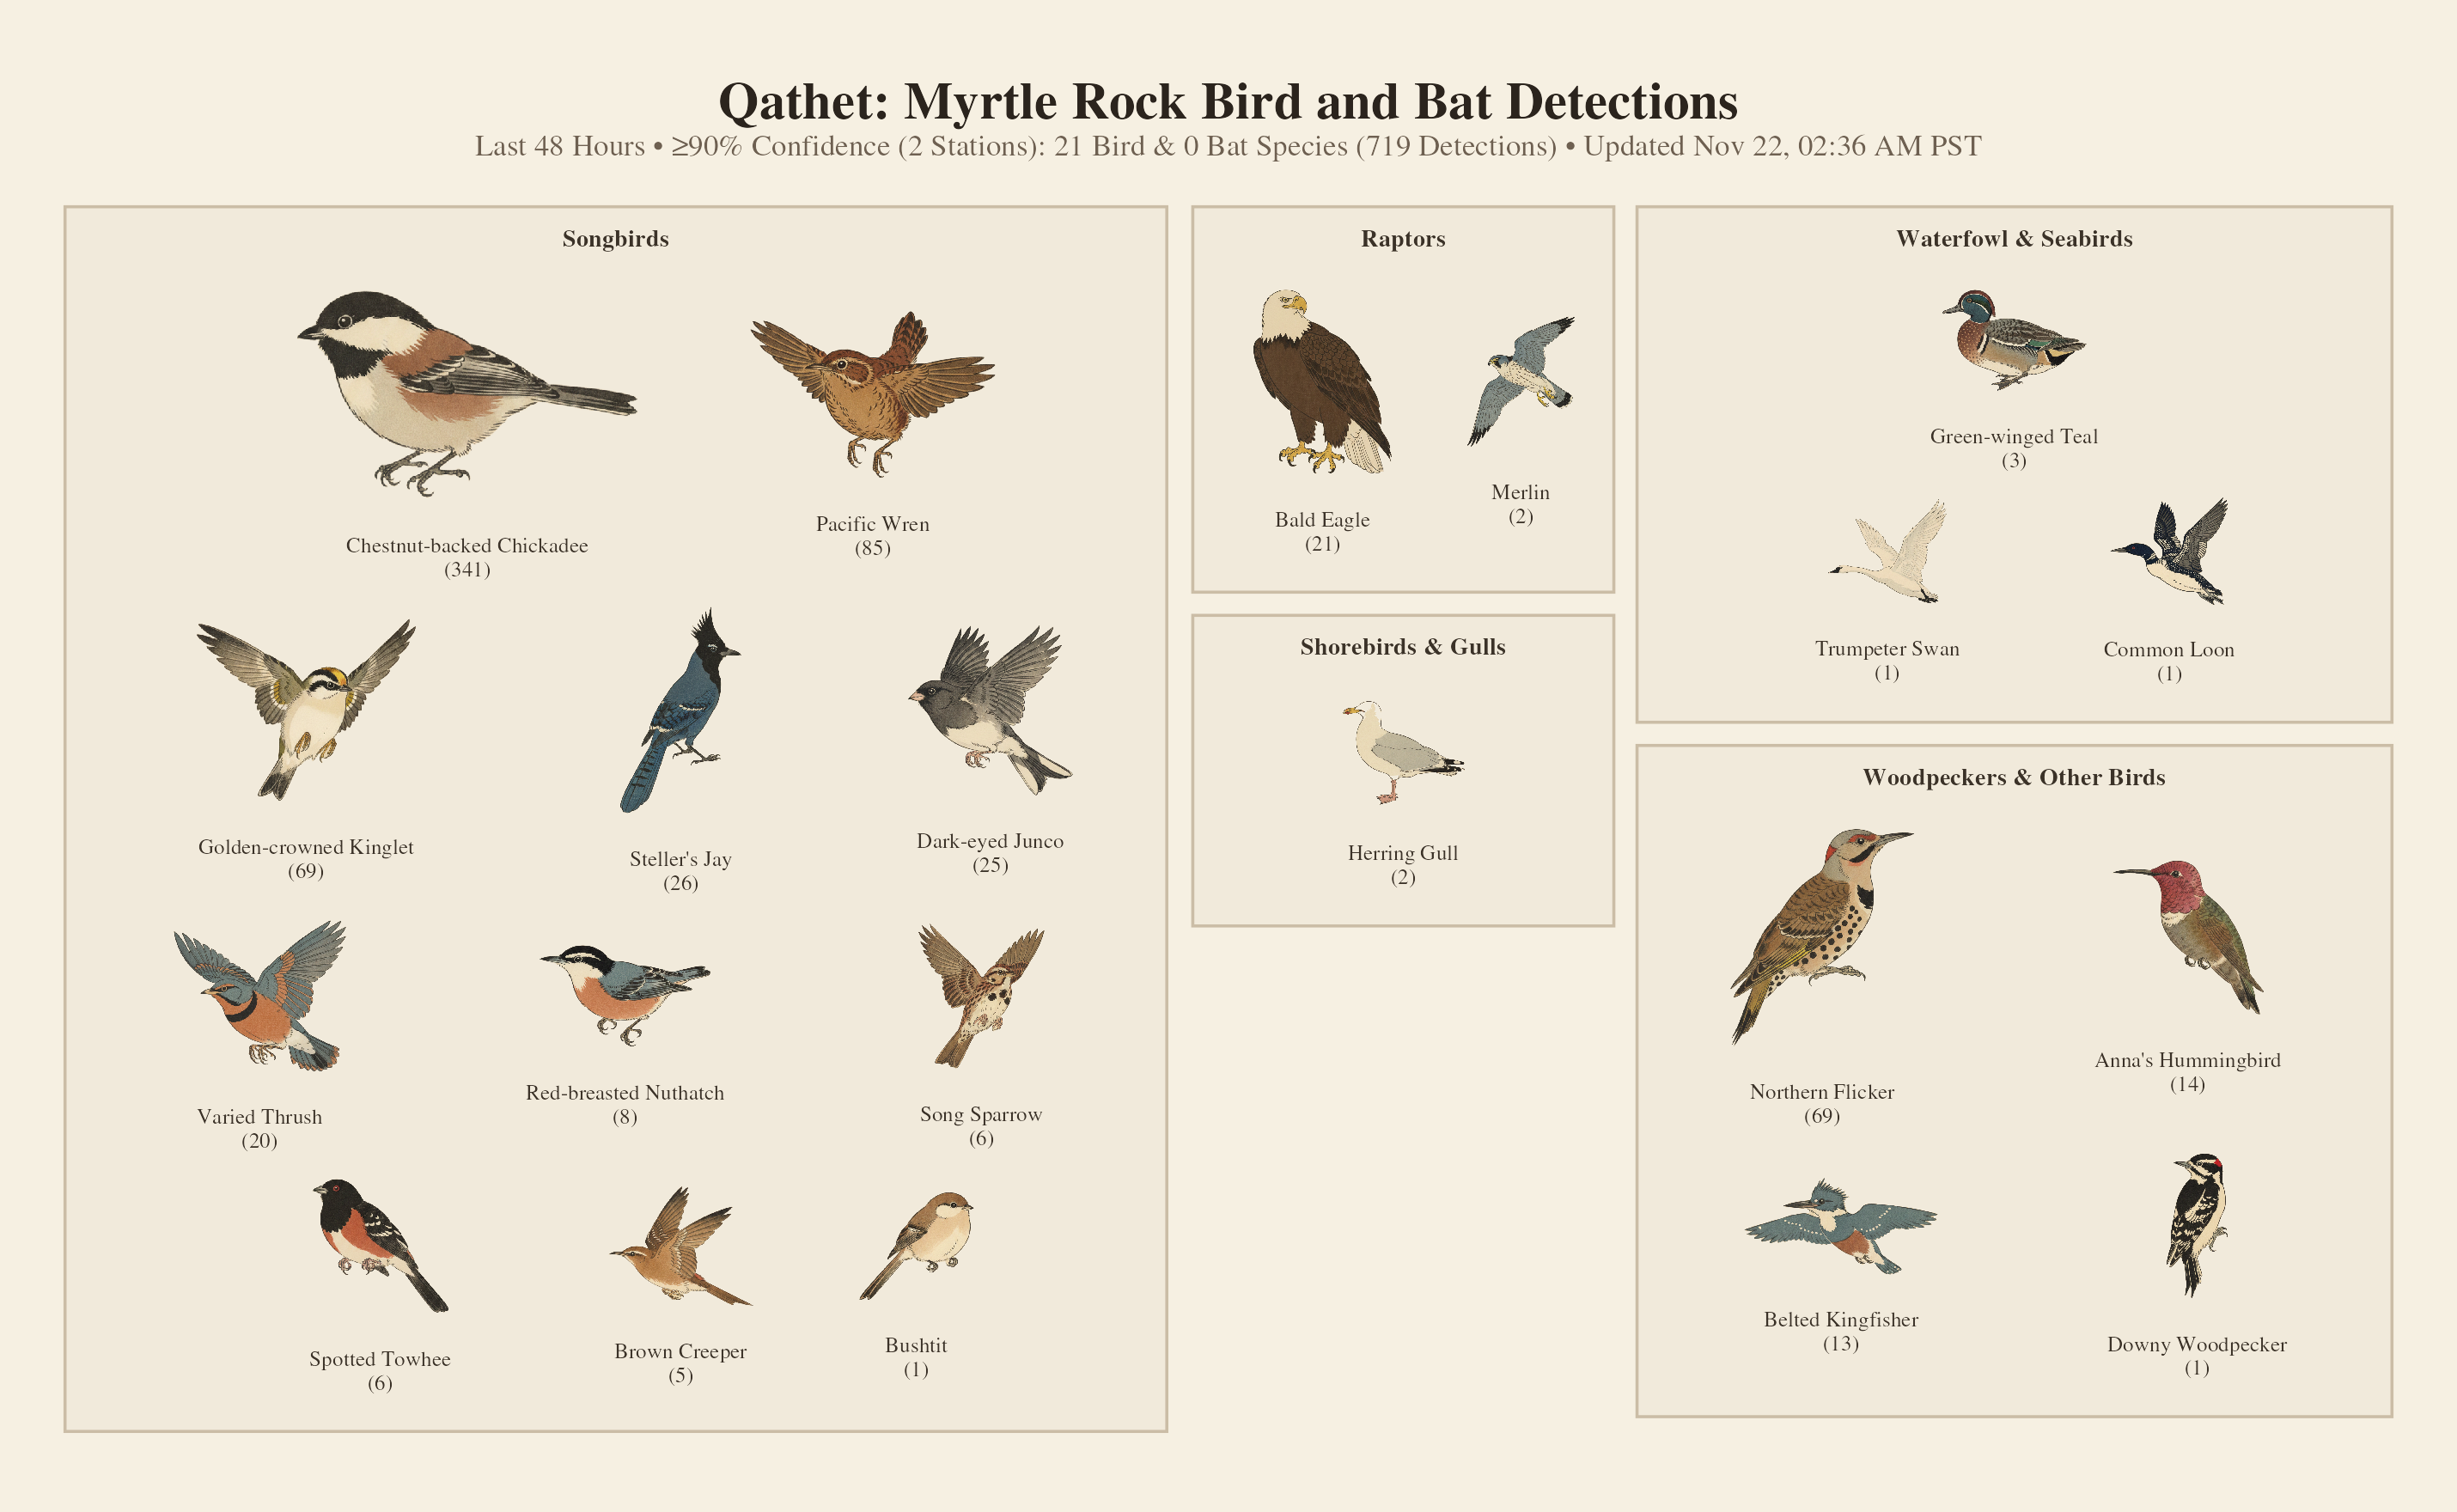 Qathet: Myrtle Rock Bird and Bat Detections
Last 48 Hours • ≥90% Confidence (2 Stations): 21 Bird & 0 Bat Species (719 Detections) • Updated Nov 22, 02:36 AM PST
Songbirds
Chestnut-backed Chickadee
(341)
Pacific Wren
(85)
Golden-crowned Kinglet
(69)
Steller's Jay
(26)
Dark-eyed Junco
(25)
Varied Thrush
(20)
Red-breasted Nuthatch
(8)
Song Sparrow
(6)
Spotted Towhee
(6)
Brown Creeper
(5)
Bushtit
(1)
Raptors
Bald Eagle
(21)
Merlin
(2)
Shorebirds & Gulls
Herring Gull
(2)
Waterfowl & Seabirds
Green-winged Teal
(3)
Trumpeter Swan
(1)
Common Loon
(1)
Woodpeckers & Other Birds
Northern Flicker
(69)
Anna's Hummingbird
(14)
Belted Kingfisher
(13)
Downy Woodpecker
(1)